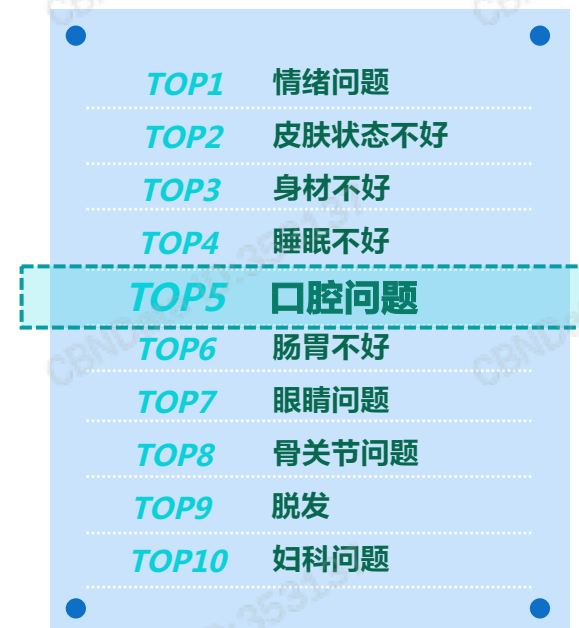 TOP1 情绪问题
TOP2 皮肤状态不好
TOP3 身材不好
TOP4 睡眠不好
TOP5 口腔问题
TOP6 肠胃不好
TOP7 眼睛问题
TOP8 骨关节问题
TOP9 脱发
TOP10 妇科问题